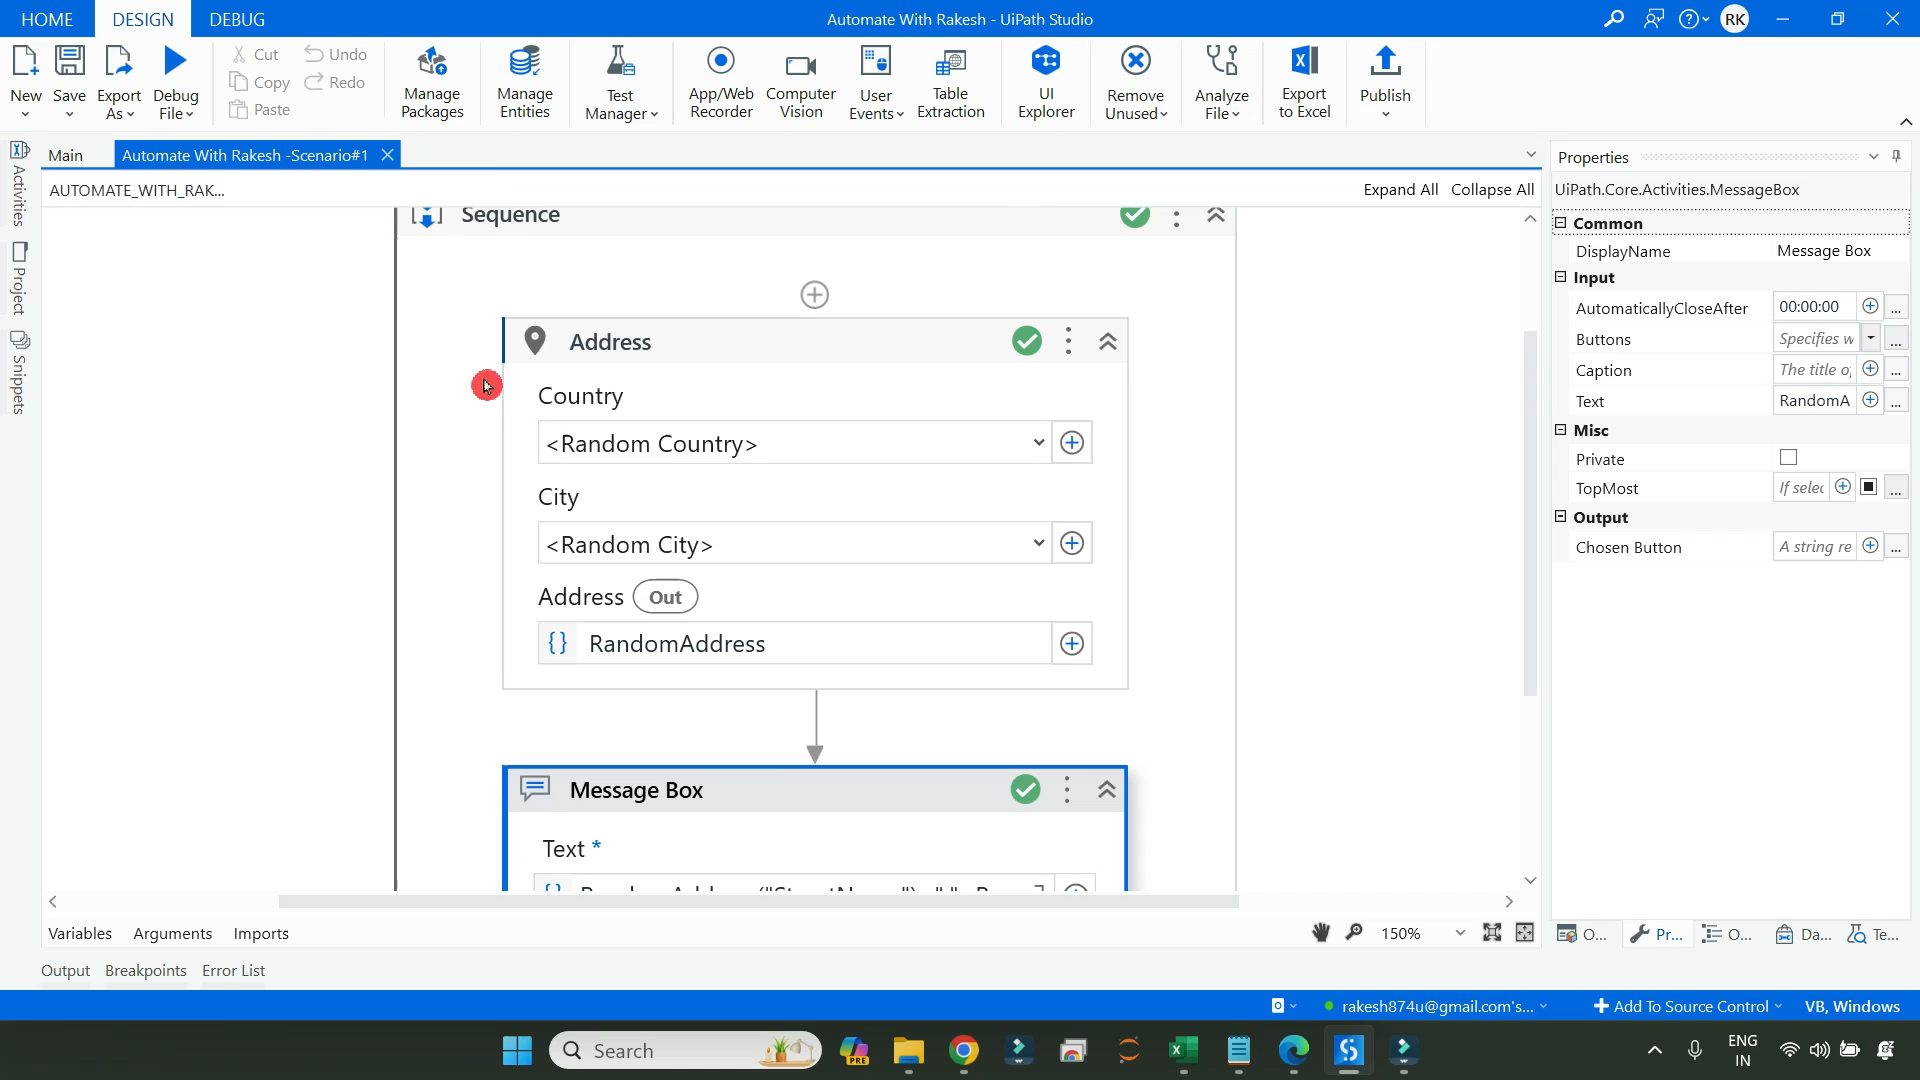 HOME DESIGN DEBUG
Automate With Rakesh - UiPath Studio
RK
New
Save
Export As
Debug File
Cut
Copy
Paste
Undo
Redo
Manage Packages
Manage Entities
Test Manager
App/Web Recorder
Computer Vision
User Events
Table Extraction
UI Explorer
Remove Unused
Analyze File
Export to Excel
Publish
Activities
Project
Snippets
Main
Automate With Rakesh -Scenario#1
AUTOMATE_WITH_RAK...
Expand All Collapse All
Sequence
Address
Country
<Random Country>
City
<Random City>
Address Out
{} RandomAddress
Message Box
Text *
Properties
UiPath.Core.Activities.MessageBox
Common
DisplayName Message Box
Input
AutomaticallyCloseAfter 00:00:00 ...
Buttons Specifies w ...
Caption The title o ...
Text RandomA ...
Misc
Private
TopMost If selec ...
Output
Chosen Button A string re ...
Variables Arguments Imports
150%
O... Pr... O... Da... Te...
Output Breakpoints Error List
rakesh874u@gmail.com's...
Add To Source Control
VB, Windows
Search
PRE
ENG
IN